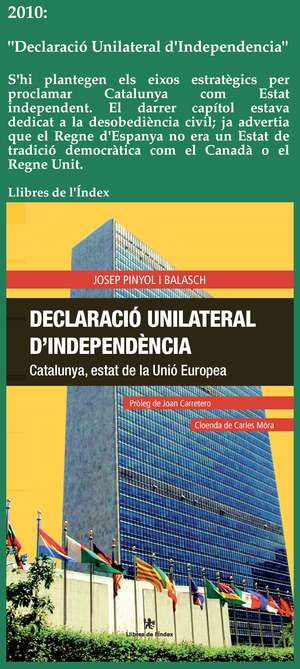 2010:
"Declaració Unilateral d'Independencia"
S'hi plantegen els eixos estratègics per
proclamar Catalunya com Estat
independent. El darrer capítol estava
dedicat a la desobediència civil; ja advertia
que el Regne d'Espanya no era un Estat de
tradició democràtica com el Canadà o el
Regne Unit.
Llibres de l'Índex
JOSEP PINYOL I BALASCH
DECLARACIÓ UNILATERAL
D'INDEPENDÈNCIA
Catalunya, estat de la Unió Europea
Pròleg de Joan Carretero
Cloenda de Carles Móra
Llibres de l'Índex